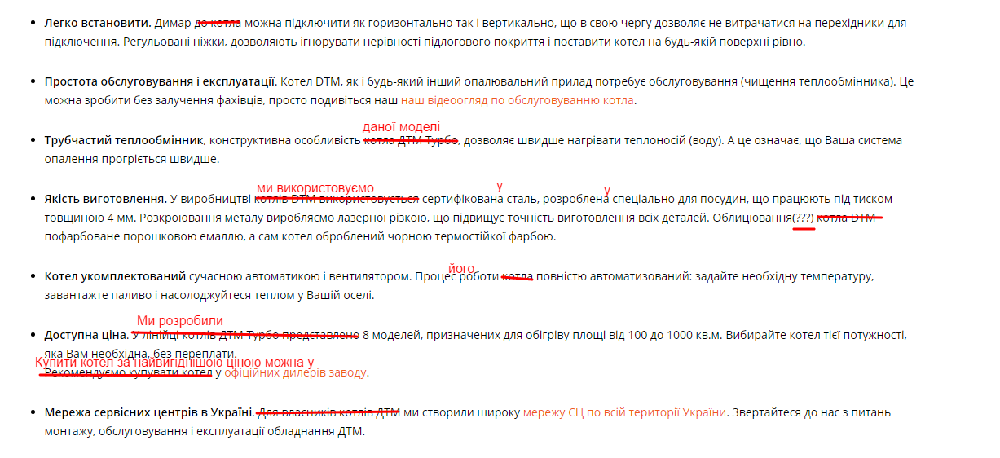 Легко встановити. Димар до котла можна підключити як горизонтально так і вертикально, що в свою чергу дозволяє не витрачатися на перехідники для
підключення. Регульовані ніжки, дозволяють ігнорувати нерівності підлогового покриття і поставити котел на будь-якій поверхні рівно.
Простота обслуговування і експлуатації. Котел DTM, як і будь-який інший опалювальний прилад потребує обслуговування (чищення теплообмінника). Це
можна зробити без залучення фахівців, просто подивіться наш наш відеоогляд по обслуговуванню котла.
даної моделі
Трубчастий теплообмінник, конструктивна особливість котла ДТМ Турбо, дозволяє швидше нагрівати теплоносій (воду). А це означає, що Ваша система
опалення прогріється швидше.
ми використовуємо у у
Якість виготовлення. У виробництві котлів DTM використовується сертифікована сталь, розроблена спеціально для посудин, що працюють під тиском
товщиною 4 мм. Розкроювання металу виробляємо лазерної різкою, що підвищує точність виготовлення всіх деталей. Облицювання(???) котла DTM
пофарбоване порошковою емаллю, а сам котел оброблений чорною термостійкої фарбою.
його
Котел укомплектований сучасною автоматикою і вентилятором. Процес роботи котла повністю автоматизований: задайте необхідну температуру,
завантажте паливо і насолоджуйтеся теплом у Вашій оселі.
Ми розробили
Доступна ціна. У лінійці котлів ДТМ Турбо представлено 8 моделей, призначених для обігріву площі від 100 до 1000 кв.м. Вибирайте котел тієї потужності,
яка Вам необхідна, без переплати.
Купити котел за найвигіднішою ціною можна у
Рекомендуємо купувати котел у офіційних дилерів заводу.
Мережа сервісних центрів в Україні. Для власників котлів ДТМ ми створили широку мережу СЦ по всій території України. Звертайтеся до нас з питань
монтажу, обслуговування і експлуатації обладнання ДТМ.